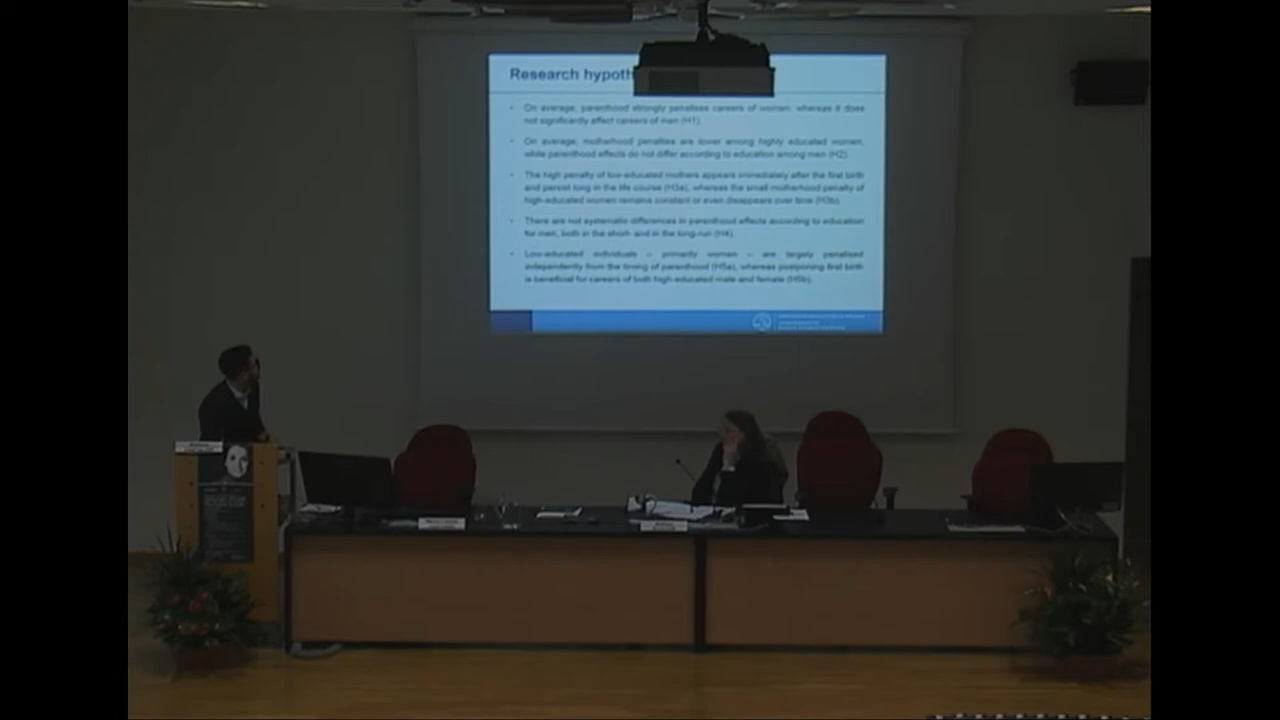 Research hypoth
• On average, parenthood strongly penalises careers of women, whereas it does
not significantly affect careers of men (H1).
• On average, motherhood penalties are lower among highly educated women,
while parenthood effects do not differ according to education among men (H2).
• The high penalty of low-educated mothers appears immediately after the first birth
and persist long in the life course (H3a), whereas the small motherhood penalty of
high-educated women remains constant or even disappears over time (H3b).
• There are not systematic differences in parenthood effects according to education
for men, both in the short- and in the long-run (H4).
• Low-educated individuals – primarily women – are largely penalised
independently from the timing of parenthood (H5a), whereas postponing first birth
is beneficial for careers of both high-educated male and female (H5b).